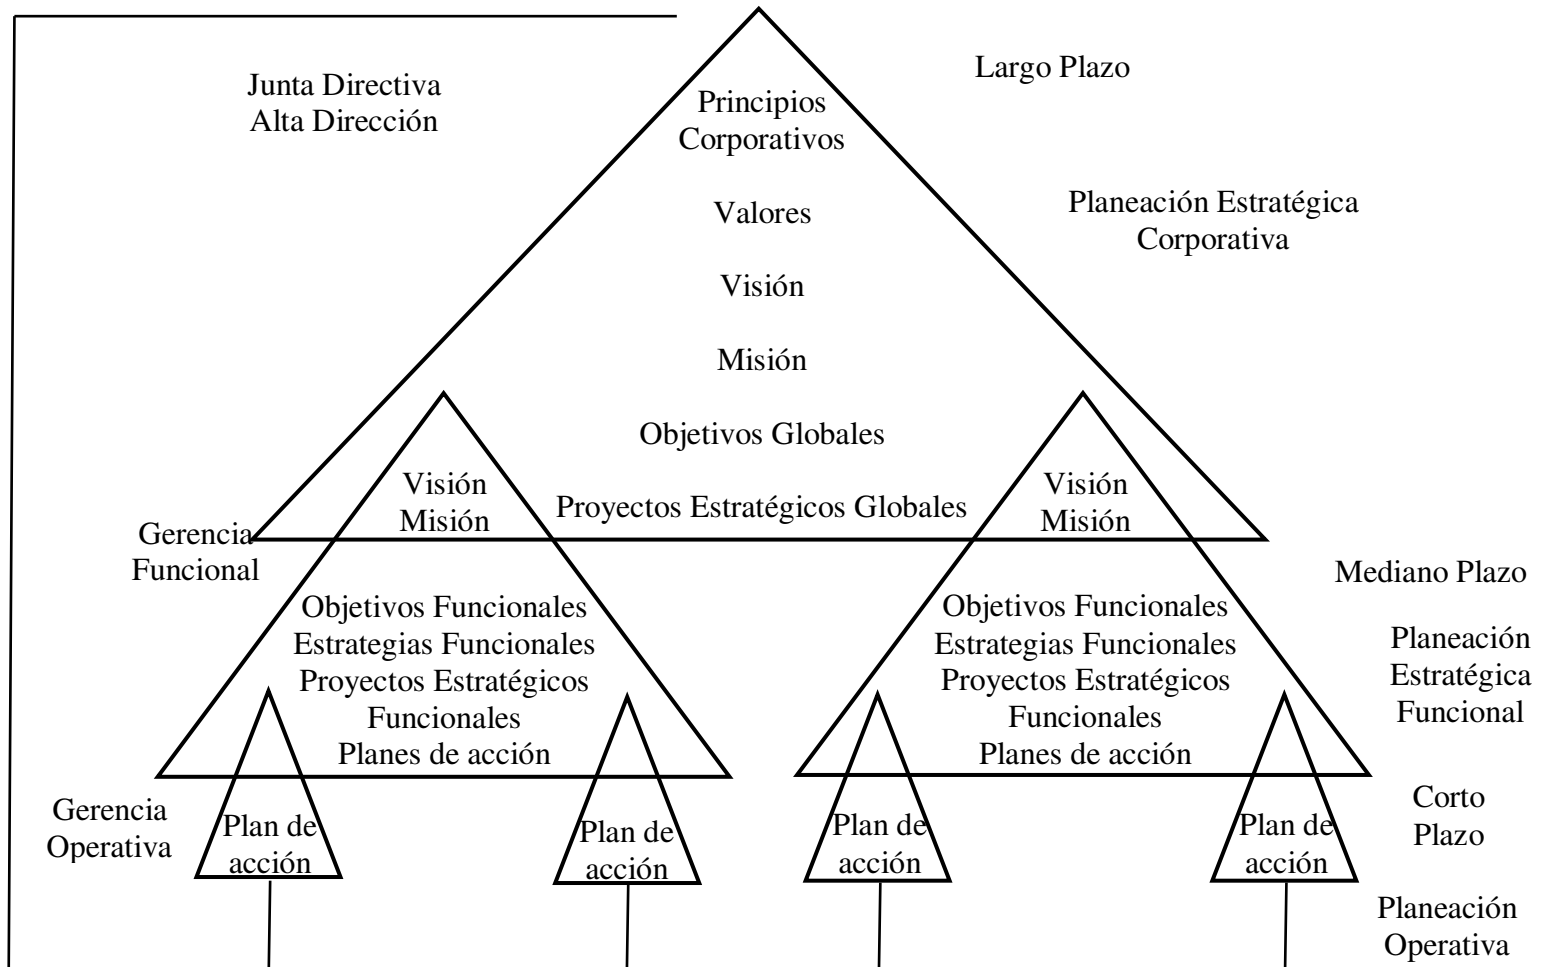 Junta Directiva
Alta Dirección
Largo Plazo
Principios
Corporativos
Valores
Visión
Misión
Objetivos Globales
Proyectos Estratégicos Globales
Planeación Estratégica
Corporativa
Gerencia
Funcional
Visión
Misión
Objetivos Funcionales
Estrategias Funcionales
Proyectos Estratégicos
Funcionales
Planes de acción
Visión
Misión
Objetivos Funcionales
Estrategias Funcionales
Proyectos Estratégicos
Funcionales
Planes de acción
Mediano Plazo
Planeación
Estratégica
Funcional
Gerencia
Operativa
Plan de
acción
Plan de
acción
Plan de
acción
Plan de
acción
Corto
Plazo
Planeación
Operativa